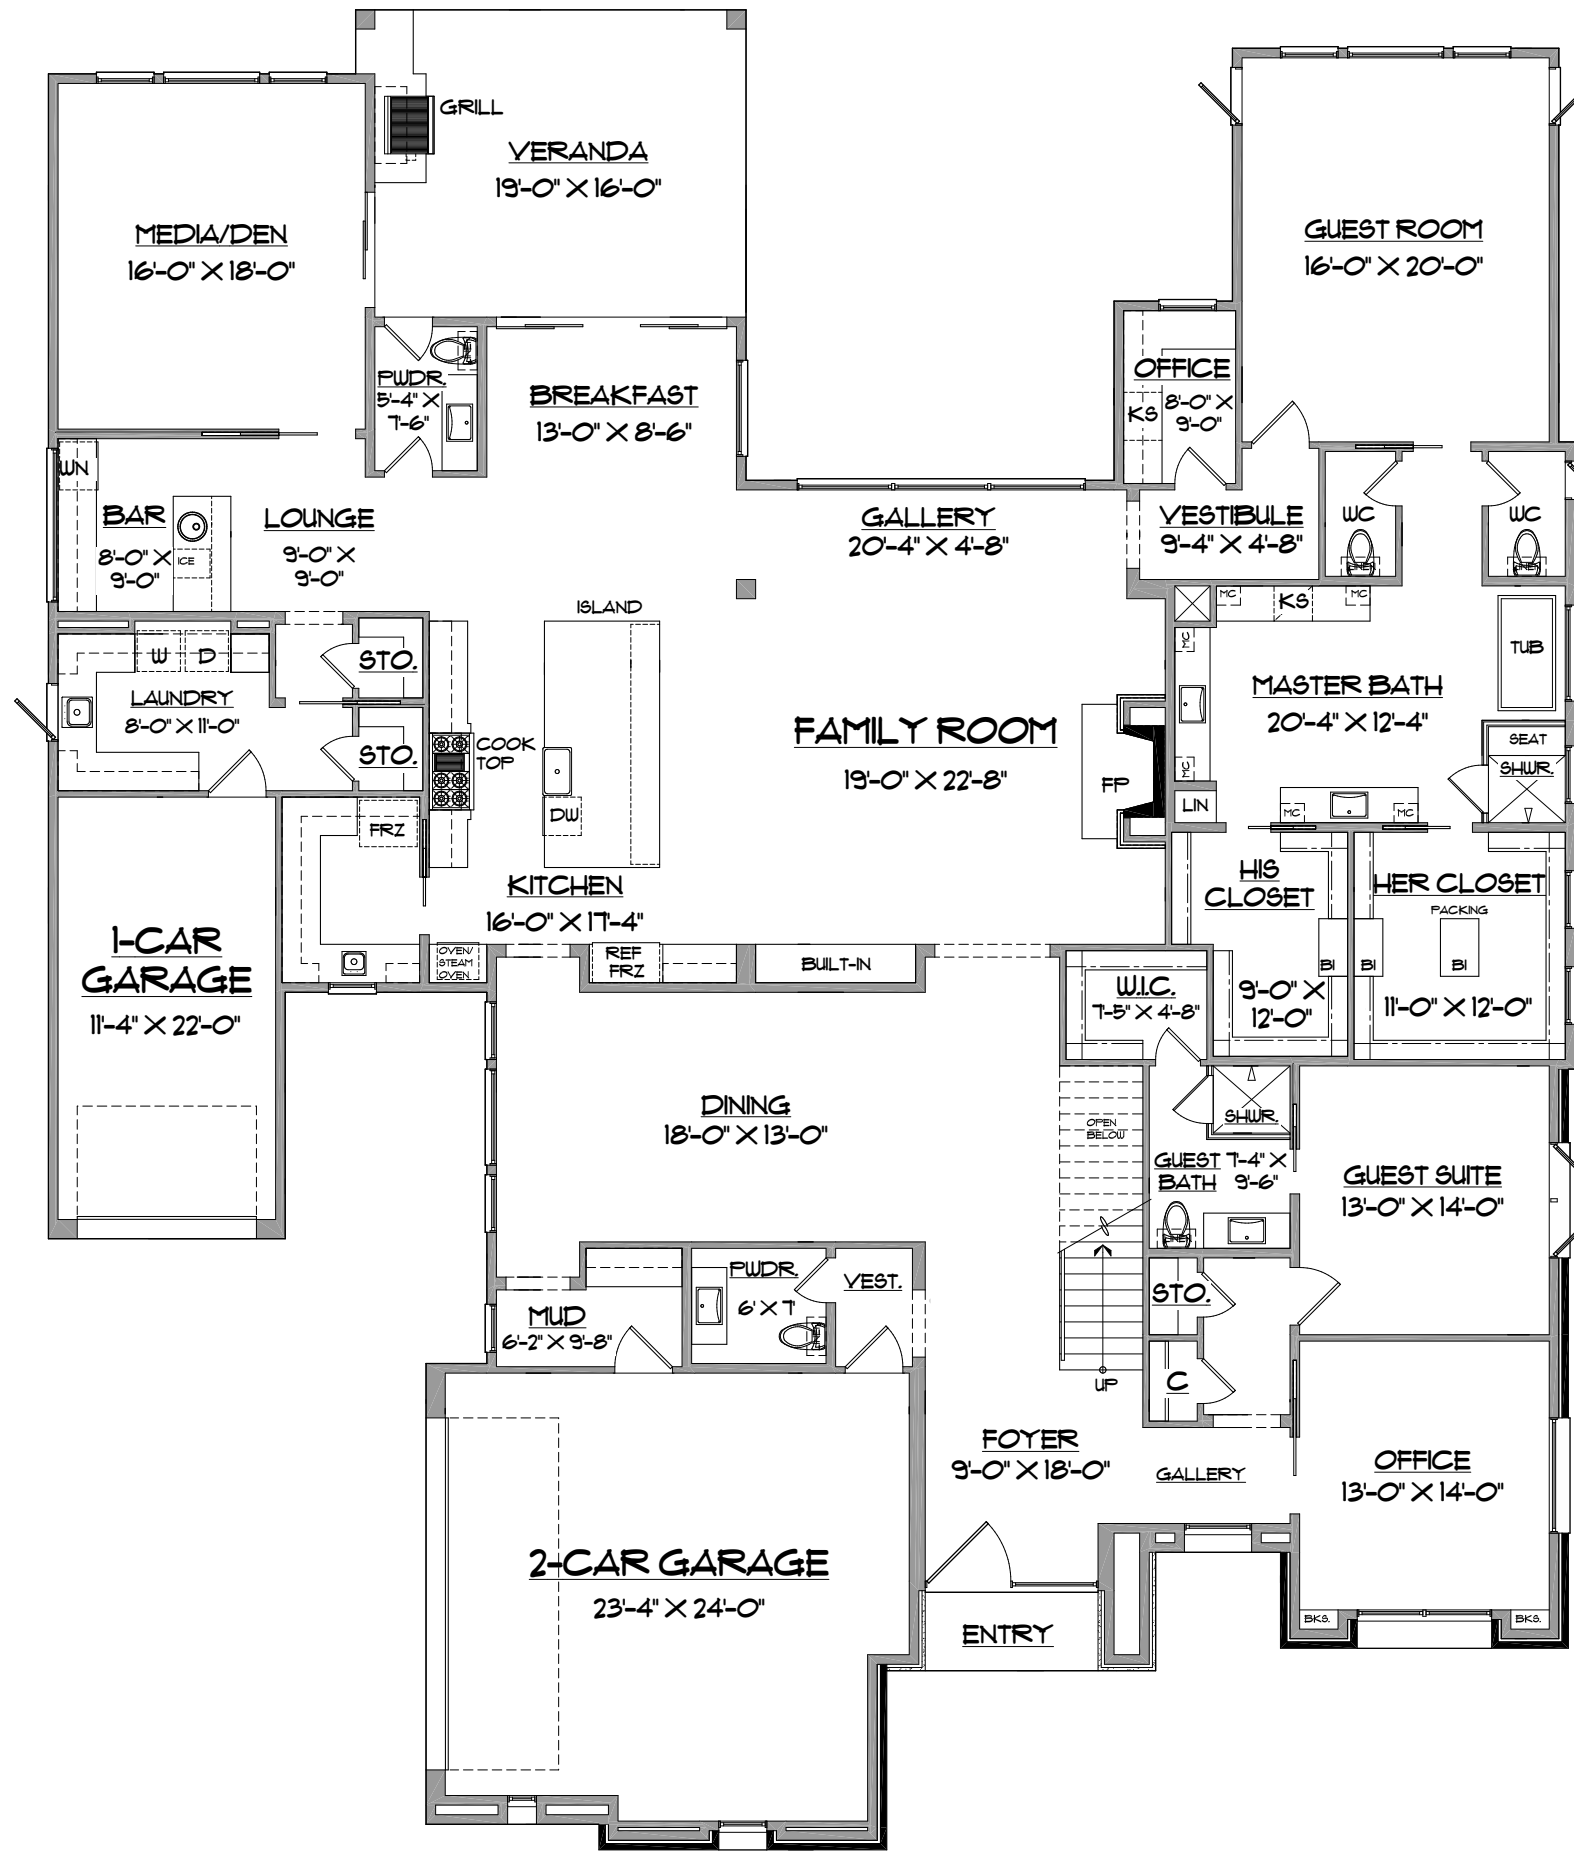 GRILL
VERANDA
19'-0" X 16'-0"
MEDIA/DEN
16'-0" X 18'-0"
GUEST ROOM
16'-0" X 20'-0"
PWDR.
5'-4" X
7'-6"
BREAKFAST
13'-0" X 8'-6"
OFFICE
KS
8'-0" X
9'-0"
WN
BAR
8'-0" X
9'-0"
ICE
LOUNGE
9'-0" X
9'-0"
GALLERY
20'-4" X 4'-8"
VESTIBULE
9'-4" X 4'-8"
WC
WC
ISLAND
MC
KS
MC
W
D
STO.
MC
TUB
LAUNDRY
8'-0" X 11'-0"
MASTER BATH
20'-4" X 12'-4"
STO.
COOK
TOP
FAMILY ROOM
19'-0" X 22'-8"
FP
SEAT
SHWR.
MC
LIN
DW
MC
MC
FRZ
KITCHEN
16'-0" X 17'-4"
HIS
CLOSET
HER CLOSET
PACKING
1-CAR
GARAGE
11'-4" X 22'-0"
OVEN/
STEAM
OVEN
REF
FRZ
BUILT-IN
BI
BI
BI
W.I.C.
7'-5" X 4'-8"
9'-0" X
12'-0"
11'-0" X 12'-0"
DINING
18'-0" X 13'-0"
OPEN
BELOW
SHWR.
GUEST
BATH
7'-4" X
9'-6"
GUEST SUITE
13'-0" X 14'-0"
PWDR.
6' X 7'
VEST.
STO.
MUD
6'-2" X 9'-8"
UP
C
FOYER
9'-0" X 18'-0"
GALLERY
OFFICE
13'-0" X 14'-0"
2-CAR GARAGE
23'-4" X 24'-0"
ENTRY
BKS.
BKS.